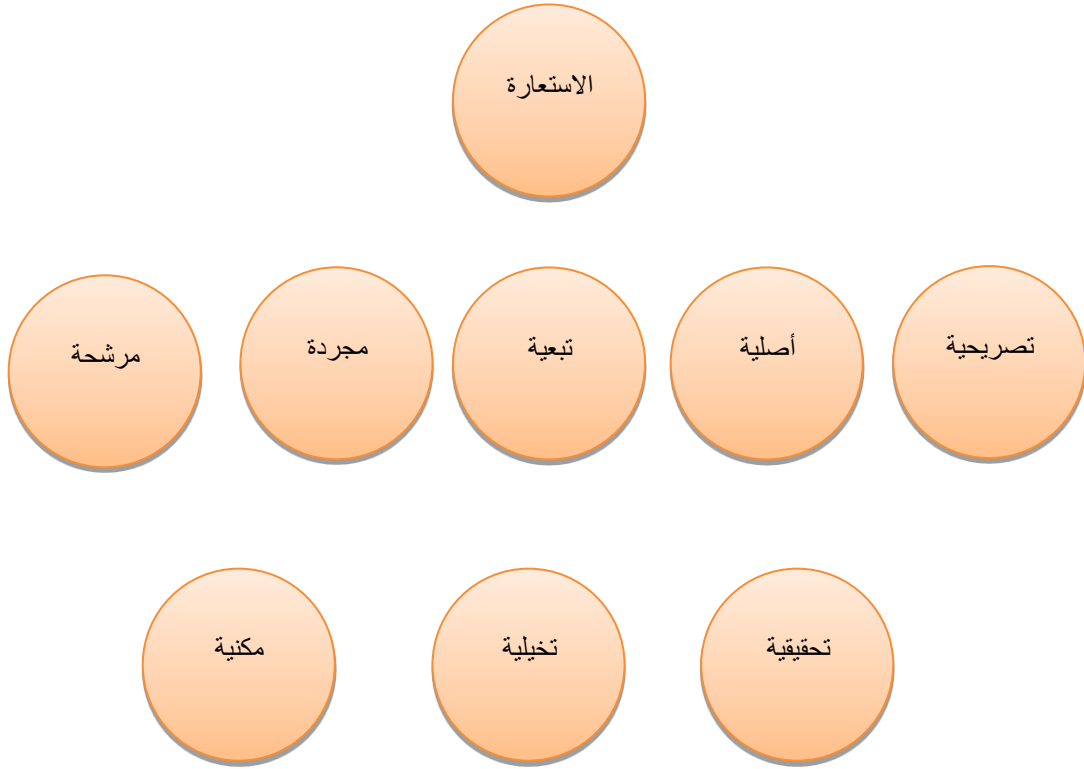 الاستعارة
تصريحية
أصلية
تبعية
مجردة
مرشحة
تحقيقية
تخيلية
مكنية